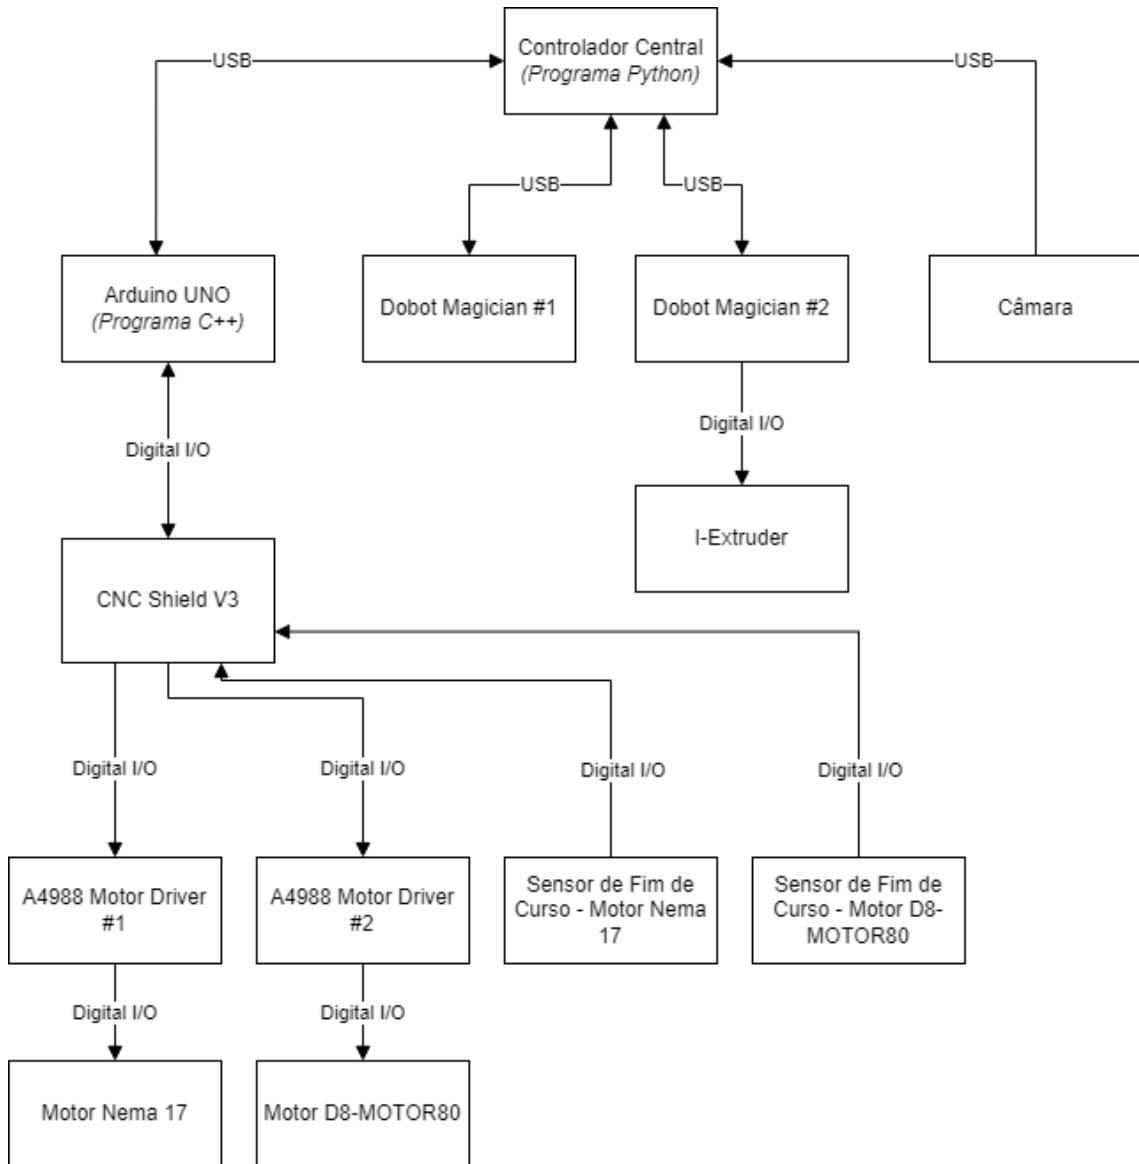 Controlador Central
(Programa Python)
USB
USB
USB
USB
Arduino UNO
(Programa C++)
Dobot Magician #1
Dobot Magician #2
Câmara
Digital I/O
Digital I/O
I-Extruder
CNC Shield V3
Digital I/O
Digital I/O
Digital I/O
Digital I/O
A4988 Motor Driver
#1
A4988 Motor Driver
#2
Sensor de Fim de
Curso - Motor Nema
17
Sensor de Fim de
Curso - Motor D8-
MOTOR80
Digital I/O
Digital I/O
Motor Nema 17
Motor D8-MOTOR80